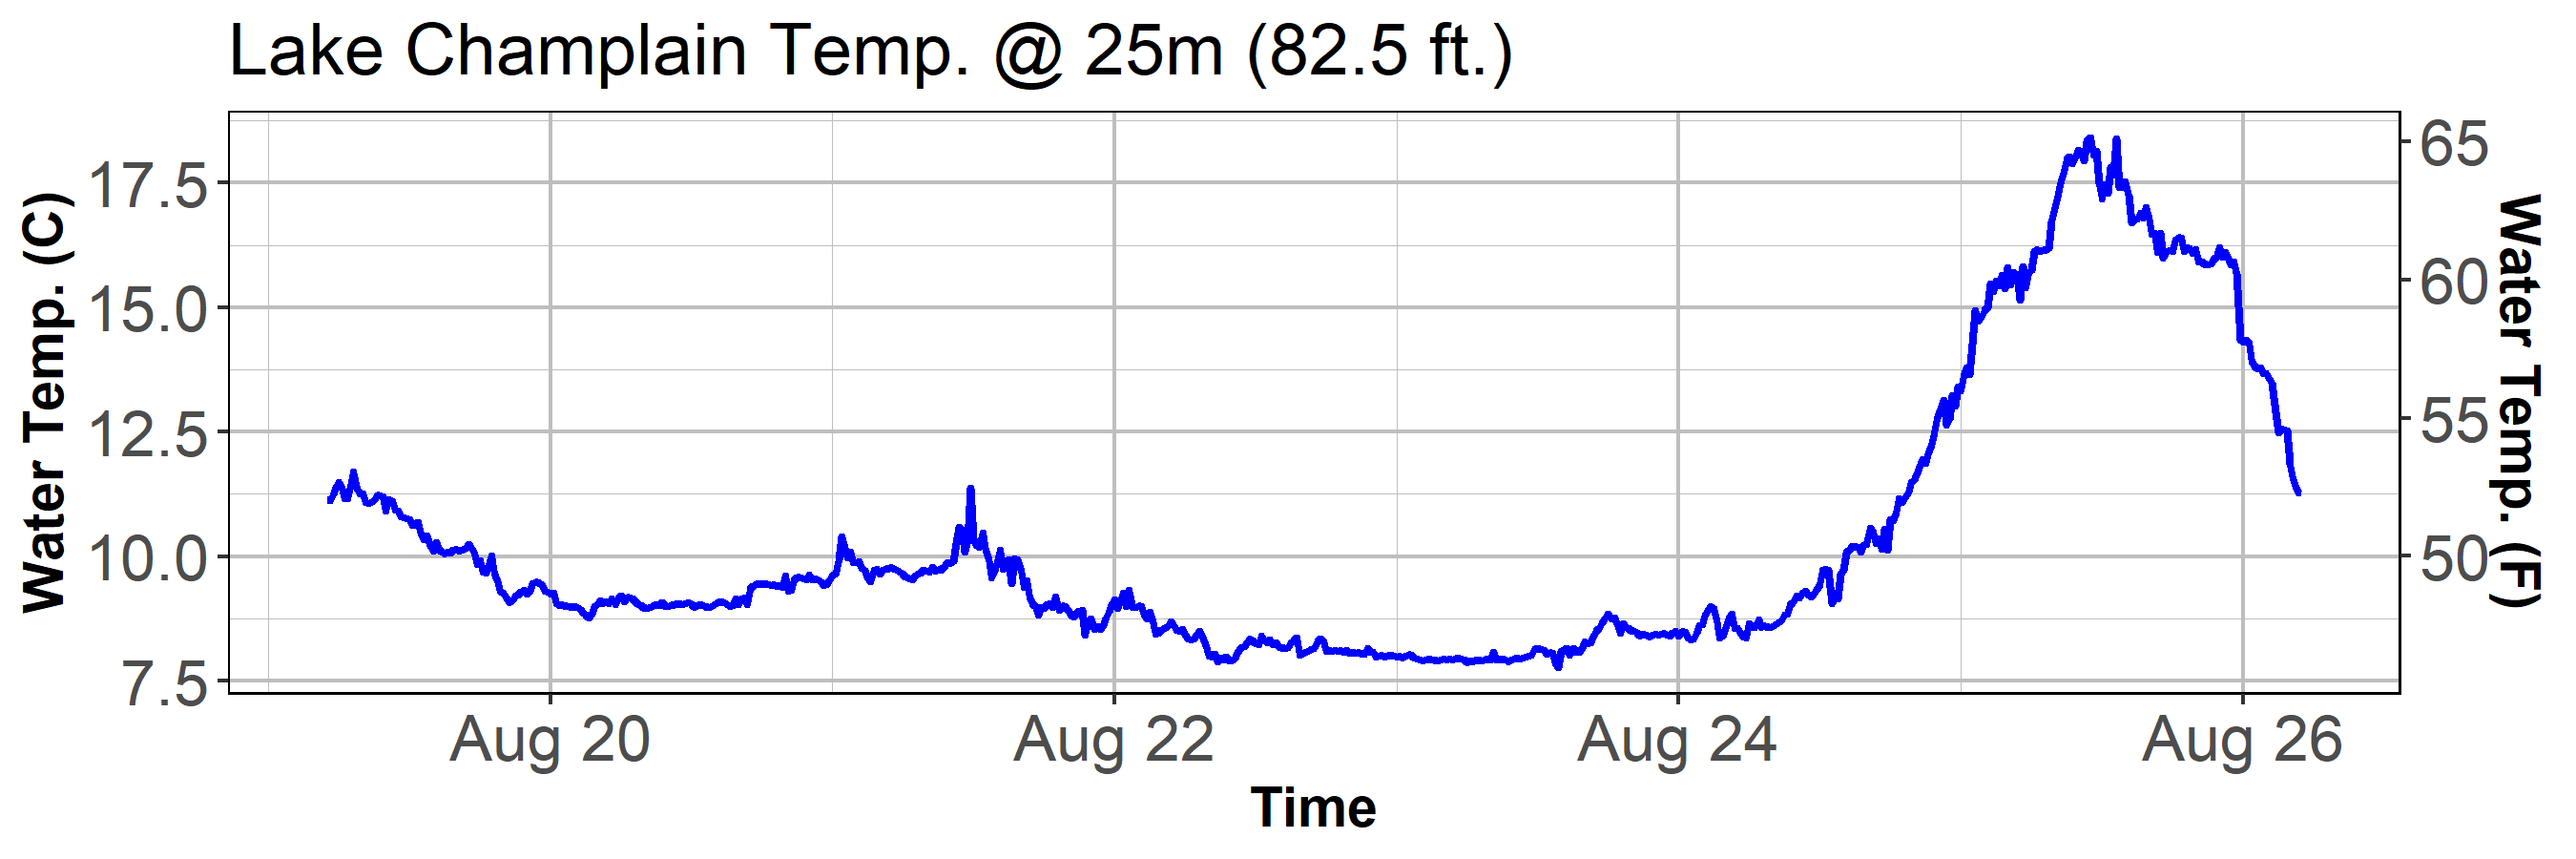 Lake Champlain Temp. @ 25m (82.5 ft.)
Water Temp. (C)
17.5
15.0
12.5
10.0
7.5
65
60
55
50
Water Temp. (F)
Aug 20 Aug 22 Aug 24 Aug 26
Time